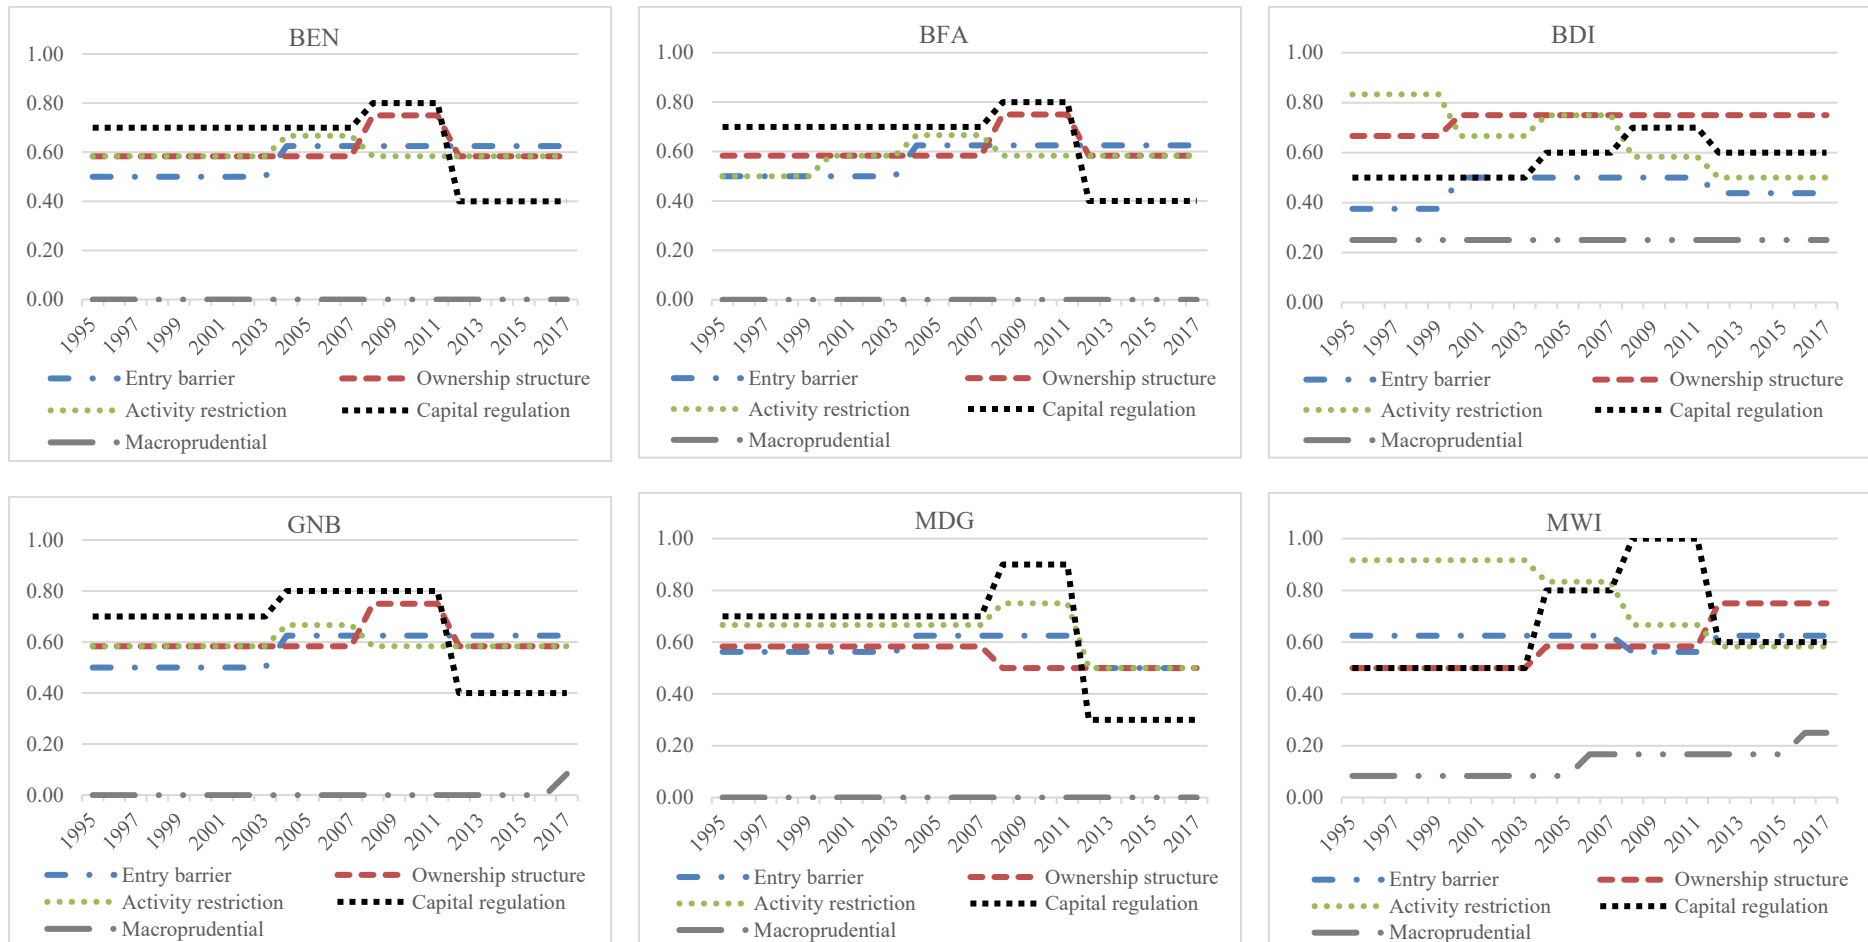 BEN
1.00
0.80
0.60
0.40
0.20
0.00
1995 1997 1999 2001 2003 2005 2007 2009 2011 2013 2015 2017
Entry barrier Ownership structure
Activity restriction Capital regulation
Macroprudential
BFA
1.00
0.80
0.60
0.40
0.20
0.00
1995 1997 1999 2001 2003 2005 2007 2009 2011 2013 2015 2017
Entry barrier Ownership structure
Activity restriction Capital regulation
Macroprudential
BDI
1.00
0.80
0.60
0.40
0.20
0.00
1995 1997 1999 2001 2003 2005 2007 2009 2011 2013 2015 2017
Entry barrier Ownership structure
Activity restriction Capital regulation
Macroprudential
GNB
1.00
0.80
0.60
0.40
0.20
0.00
1995 1997 1999 2001 2003 2005 2007 2009 2011 2013 2015 2017
Entry barrier Ownership structure
Activity restriction Capital regulation
Macroprudential
MDG
1.00
0.80
0.60
0.40
0.20
0.00
1995 1997 1999 2001 2003 2005 2007 2009 2011 2013 2015 2017
Entry barrier Ownership structure
Activity restriction Capital regulation
Macroprudential
MWI
1.00
0.80
0.60
0.40
0.20
0.00
1995 1997 1999 2001 2003 2005 2007 2009 2011 2013 2015 2017
Entry barrier Ownership structure
Activity restriction Capital regulation
Macroprudential